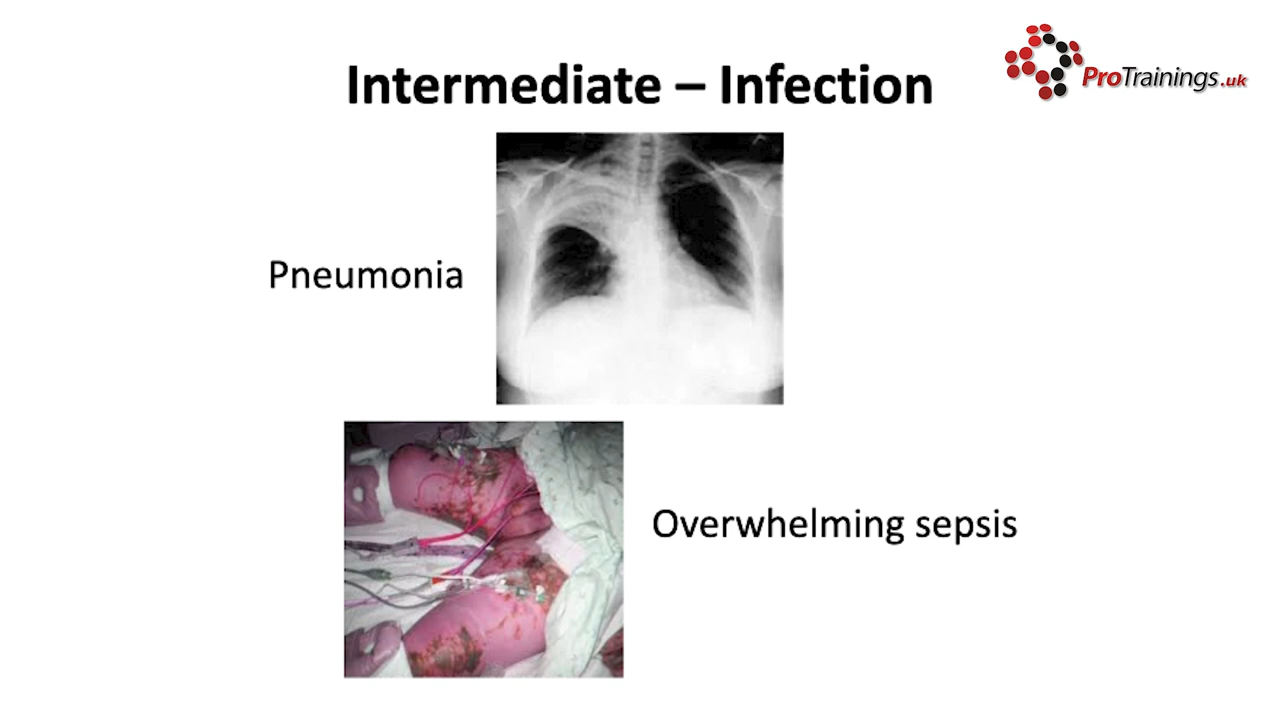 Intermediate – Infection
ProTrainings.uk
Pneumonia
Overwhelming sepsis